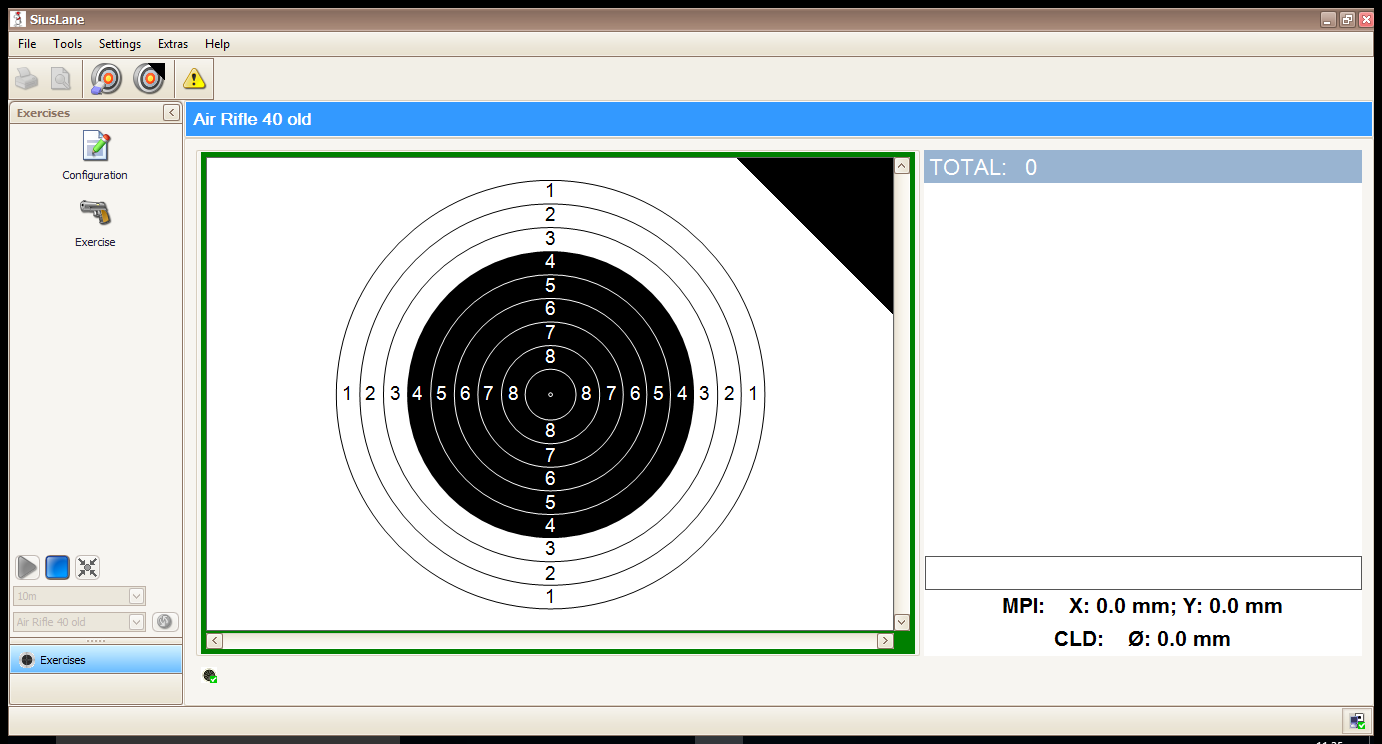 SiusLane
File Tools Settings Extras Help
Exercises
Configuration
Exercise
10m
Air Rifle 40 old
Exercises
Air Rifle 40 old
1
2
3
4
5
6
7
8
1 2 3 4 5 6 7 8 8 7 6 5 4 3 2 1
8
7
6
5
4
3
2
1
TOTAL: 0
MPI: X: 0.0 mm; Y: 0.0 mm
CLD: Ø: 0.0 mm